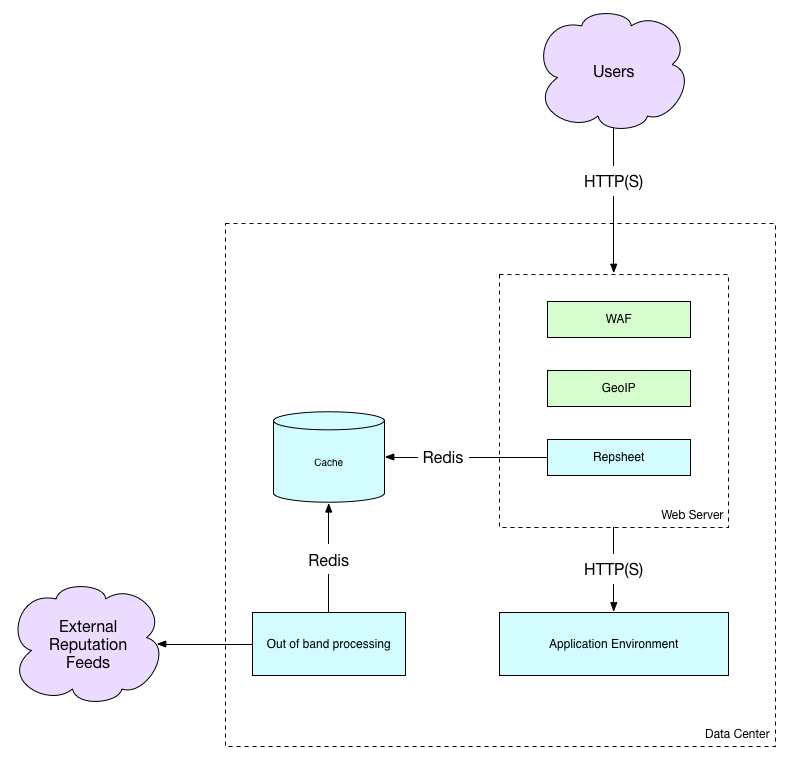 Users
HTTP(S)
WAF
GeoIP
Cache
Redis
Repsheet
Web Server
Redis
HTTP(S)
External
Reputation
Feeds
Out of band processing
Application Environment
Data Center